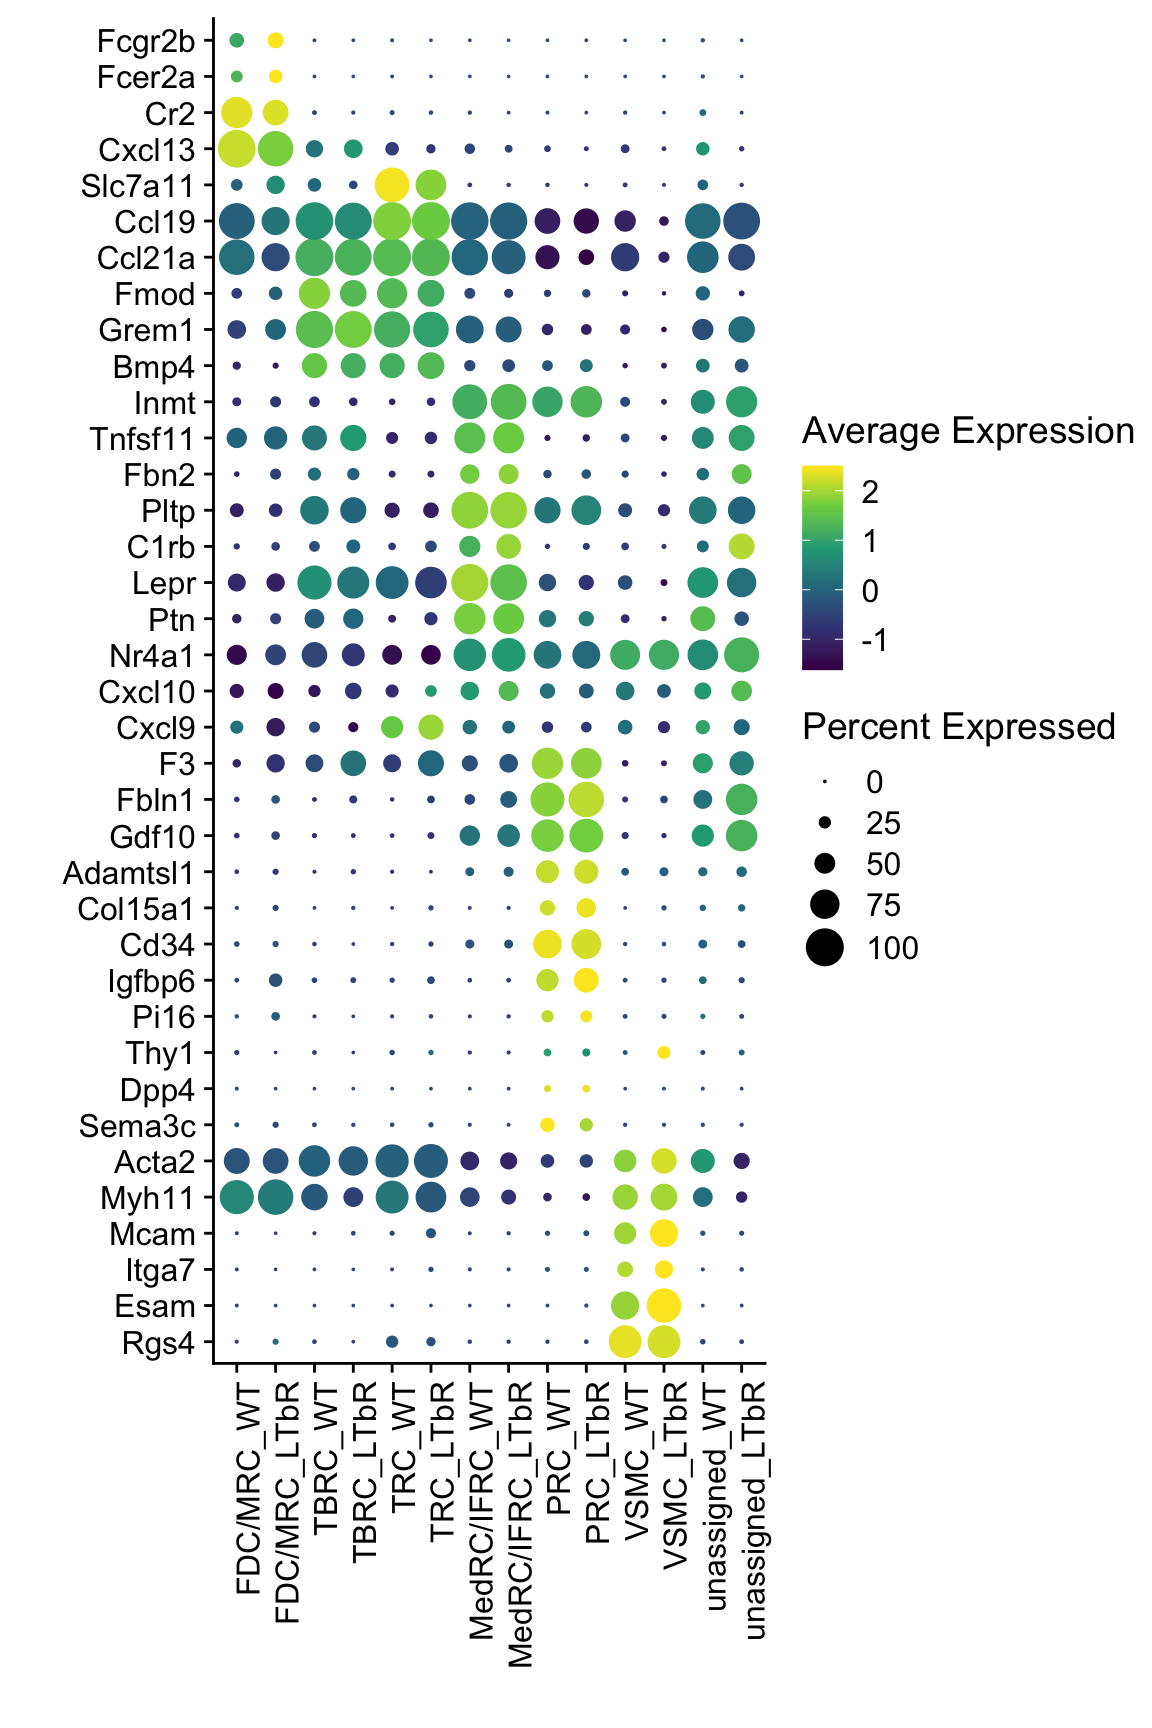 Fcgr2b
Fcer2a
Cr2
Cxcl13
Slc7a11
Ccl19
Ccl21a
Fmod
Grem1
Bmp4
Inmt
Tnfsf11
Fbn2
Pltp
C1rb
Lepr
Ptn
Nr4a1
Cxcl10
Cxcl9
F3
Fbln1
Gdf10
Adamtsl1
Col15a1
Cd34
Igfbp6
Pi16
Thy1
Dpp4
Sema3c
Acta2
Myh11
Mcam
Itga7
Esam
Rgs4
FDC/MRC_WT
FDC/MRC_LTbR
TBRC_WT
TBRC_LTbR
TRC_WT
TRC_LTbR
MedRC/IFRC_WT
MedRC/IFRC_LTbR
PRC_WT
PRC_LTbR
VSMC_WT
VSMC_LTbR
unassigned_WT
unassigned_LTbR
Average Expression
2
1
0
-1
Percent Expressed
0
25
50
75
100